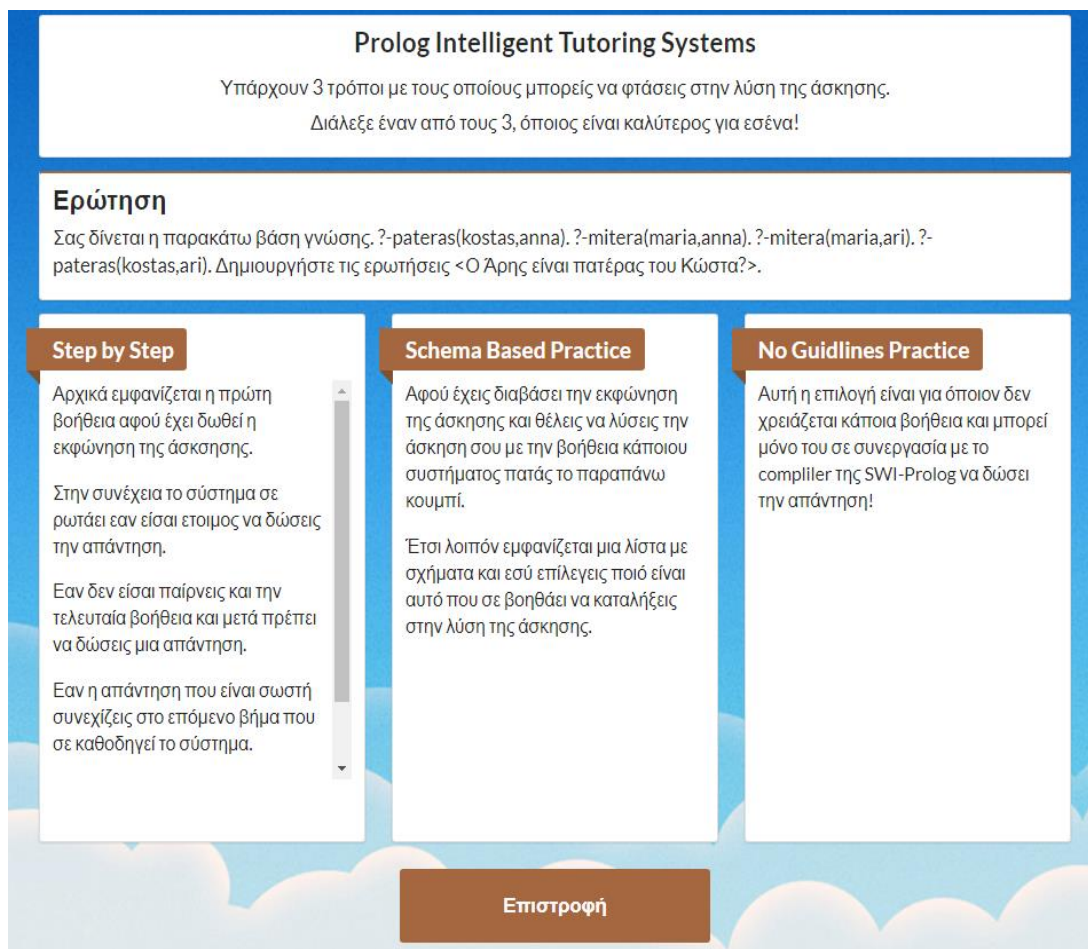 Prolog Intelligent Tutoring Systems
Υπάρχουν 3 τρόποι με τους οποίους μπορείς να φτάσεις στην λύση της άσκησης.
Διάλεξε έναν από τους 3, όποιος είναι καλύτερος για εσένα!
Ερώτηση
Σας δίνεται η παρακάτω βάση γνώσης. ?-pateras(kostas,anna). ?-mitera(maria,anna). ?-mitera(maria,ari). ?-
pateras(kostas,ari). Δημιουργήστε τις ερωτήσεις <Ο Άρης είναι πατέρας του Κώστα?>.
Step by Step
Αρχικά εμφανίζεται η πρώτη
βοήθεια αφού έχει δωθεί η
εκφώνηση της άσκσησης.
Στην συνέχεια το σύστημα σε
ρωτάει εαν είσαι ετοιμος να δώσεις
την απάντηση.
Εαν δεν είσαι παίρνεις και την
τελευταία βοήθεια και μετά πρέπει
να δώσεις μια απάντηση.
Εαν η απάντηση που είναι σωστή
συνεχίζεις στο επόμενο βήμα που
σε καθοδηγεί το σύστημα.
Schema Based Practice
Αφού έχεις διαβάσει την εκφώνηση
της άσκησης και θέλεις να λύσεις την
άσκηση σου με την βοήθεια κάποιου
συστήματος πατάς το παραπάνω
κουμπί.
Έτσι λοιπόν εμφανίζεται μια λίστα με
σχήματα και εσύ επίλεγεις ποιό είναι
αυτό που σε βοηθάει να καταλήξεις
στην λύση της άσκησης.
No Guidlines Practice
Αυτή η επιλογή είναι για όποιον δεν
χρειάζεται κάποια βοήθεια και μπορεί
μόνο του σε συνεργασία με το
compliler της SWI-Prolog να δώσει
την απάντηση!
Επιστροφή